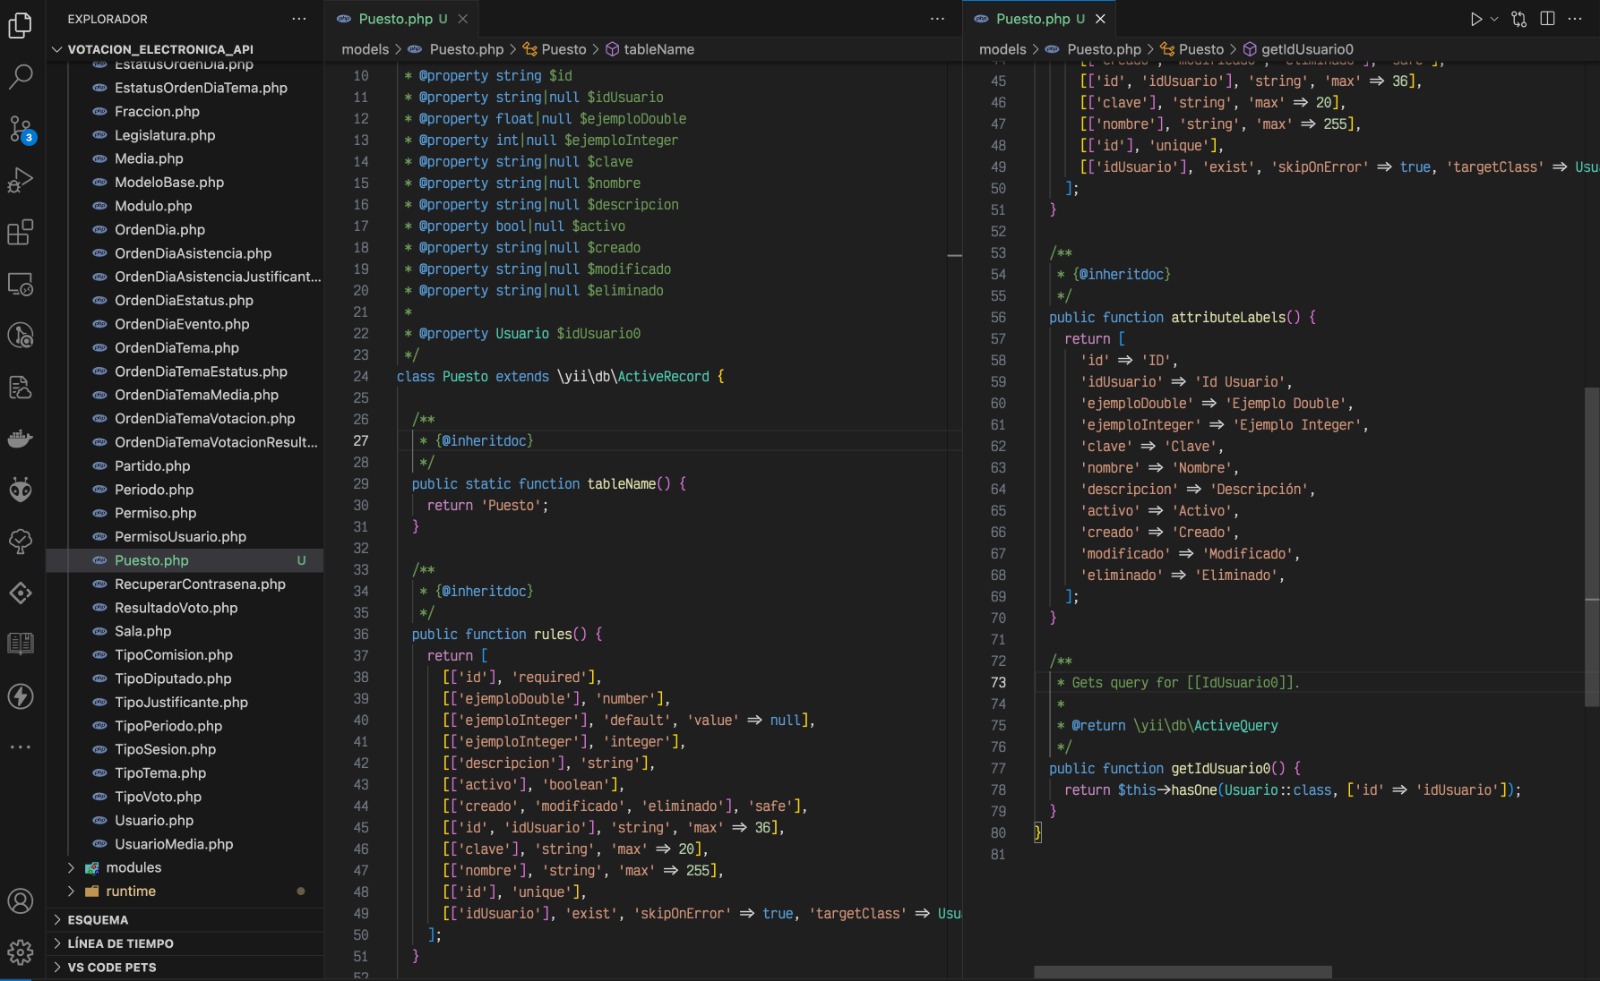 EXPLORADOR
VOTACION_ELECTRONICA_API
EstatusOrdenDia.php
EstatusOrdenDiaTema.php
Fraccion.php
Legislatura.php
Media.php
ModeloBase.php
Modulo.php
OrdenDia.php
OrdenDiaAsistencia.php
OrdenDiaAsistenciaJustificant...
OrdenDiaEstatus.php
OrdenDiaEvento.php
OrdenDiaTema.php
OrdenDiaTemaEstatus.php
OrdenDiaTemaMedia.php
OrdenDiaTemaVotacion.php
OrdenDiaTemaVotacionResult...
Partido.php
Periodo.php
Permiso.php
PermisoUsuario.php
Puesto.php U
RecuperarContrasena.php
ResultadoVoto.php
Sala.php
TipoComision.php
TipoDiputado.php
TipoJustificante.php
TipoPeriodo.php
TipoSesion.php
TipoTema.php
TipoVoto.php
Usuario.php
UsuarioMedia.php
modules
runtime
ESQUEMA
LÍNEA DE TIEMPO
VS CODE PETS
3
Puesto.php U
models > Puesto.php > Puesto > tableName
10 * @property string $id
11 * @property string|null $idUsuario
12 * @property float|null $ejemploDouble
13 * @property int|null $ejemploInteger
14 * @property string|null $clave
15 * @property string|null $nombre
16 * @property string|null $descripcion
17 * @property bool|null $activo
18 * @property string|null $creado
19 * @property string|null $modificado
20 * @property string|null $eliminado
21 *
22 * @property Usuario $idUsuario0
23 */
24 class Puesto extends \yii\db\ActiveRecord {
25
26 /**
27 * {@inheritdoc}
28 */
29 public static function tableName() {
30 return 'Puesto';
31 }
32
33 /**
34 * {@inheritdoc}
35 */
36 public function rules() {
37 return [
38 [['id'], 'required'],
39 [['ejemploDouble'], 'number'],
40 [['ejemploInteger'], 'default', 'value' => null],
41 [['ejemploInteger'], 'integer'],
42 [['descripcion'], 'string'],
43 [['activo'], 'boolean'],
44 [['creado', 'modificado', 'eliminado'], 'safe'],
45 [['id', 'idUsuario'], 'string', 'max' => 36],
46 [['clave'], 'string', 'max' => 20],
47 [['nombre'], 'string', 'max' => 255],
48 [['id'], 'unique'],
49 [['idUsuario'], 'exist', 'skipOnError' => true, 'targetClass' => Usu
50 ];
51 }
52
Puesto.php U
models > Puesto.php > Puesto > getIdUsuario0
44 [['creado', 'modificado', 'eliminado'], 'safe'],
45 [['id', 'idUsuario'], 'string', 'max' => 36],
46 [['clave'], 'string', 'max' => 20],
47 [['nombre'], 'string', 'max' => 255],
48 [['id'], 'unique'],
49 [['idUsuario'], 'exist', 'skipOnError' => true, 'targetClass' => Usu
50 ];
51 }
52
53 /**
54 * {@inheritdoc}
55 */
56 public function attributeLabels() {
57 return [
58 'id' => 'ID',
59 'idUsuario' => 'Id Usuario',
60 'ejemploDouble' => 'Ejemplo Double',
61 'ejemploInteger' => 'Ejemplo Integer',
62 'clave' => 'Clave',
63 'nombre' => 'Nombre',
64 'descripcion' => 'Descripción',
65 'activo' => 'Activo',
66 'creado' => 'Creado',
67 'modificado' => 'Modificado',
68 'eliminado' => 'Eliminado',
69 ];
70 }
71
72 /**
73 * Gets query for [[IdUsuario0]].
74 *
75 * @return \yii\db\ActiveQuery
76 */
77 public function getIdUsuario0() {
78 return $this->hasOne(Usuario::class, ['id' => 'idUsuario']);
79 }
80 }
81